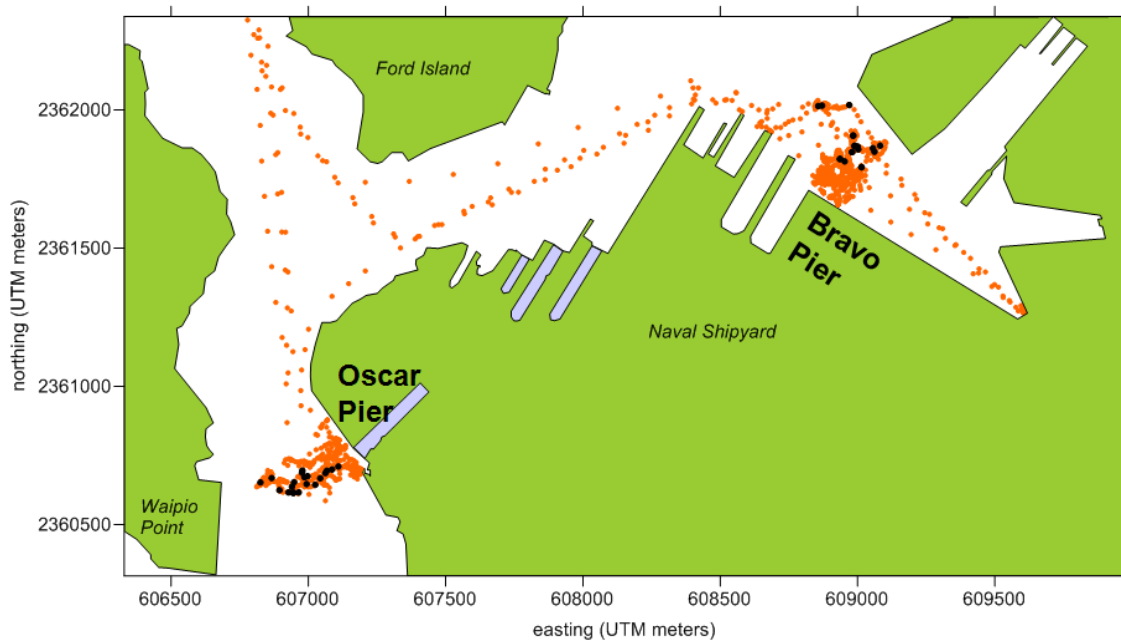 Ford Island
2362000
northing (UTM meters)
2361500
2361000
2360500
Bravo
Pier
Naval Shipyard
Oscar
Pier
Waipio
Point
606500 607000 607500 608000 608500 609000 609500
easting (UTM meters)